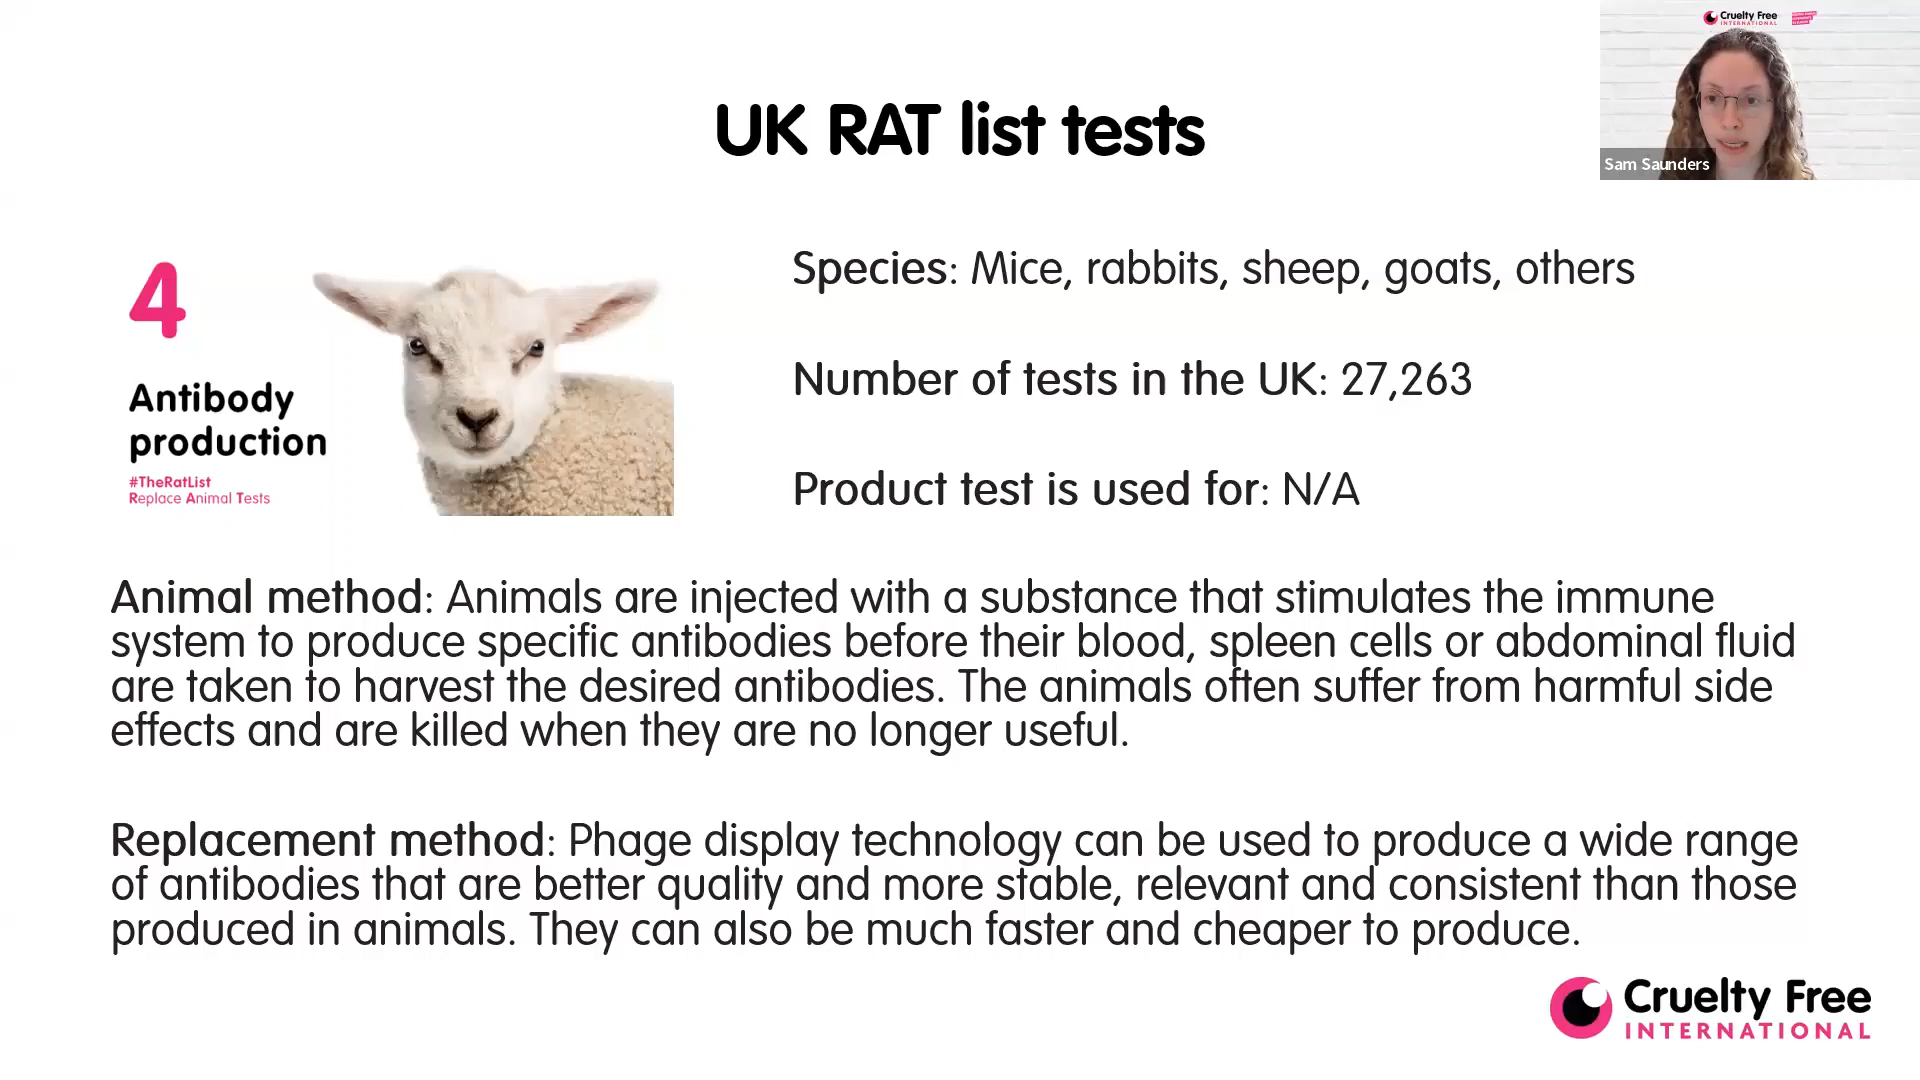 Cruelty Free
INTERNATIONAL
Sam Saunders
UK RAT list tests
4
Antibody
production
#TheRatList
Replace Animal Tests
Species: Mice, rabbits, sheep, goats, others
Number of tests in the UK: 27,263
Product test is used for: N/A
Animal method: Animals are injected with a substance that stimulates the immune
system to produce specific antibodies before their blood, spleen cells or abdominal fluid
are taken to harvest the desired antibodies. The animals often suffer from harmful side
effects and are killed when they are no longer useful.
Replacement method: Phage display technology can be used to produce a wide range
of antibodies that are better quality and more stable, relevant and consistent than those
produced in animals. They can also be much faster and cheaper to produce.
Cruelty Free
INTERNATIONAL